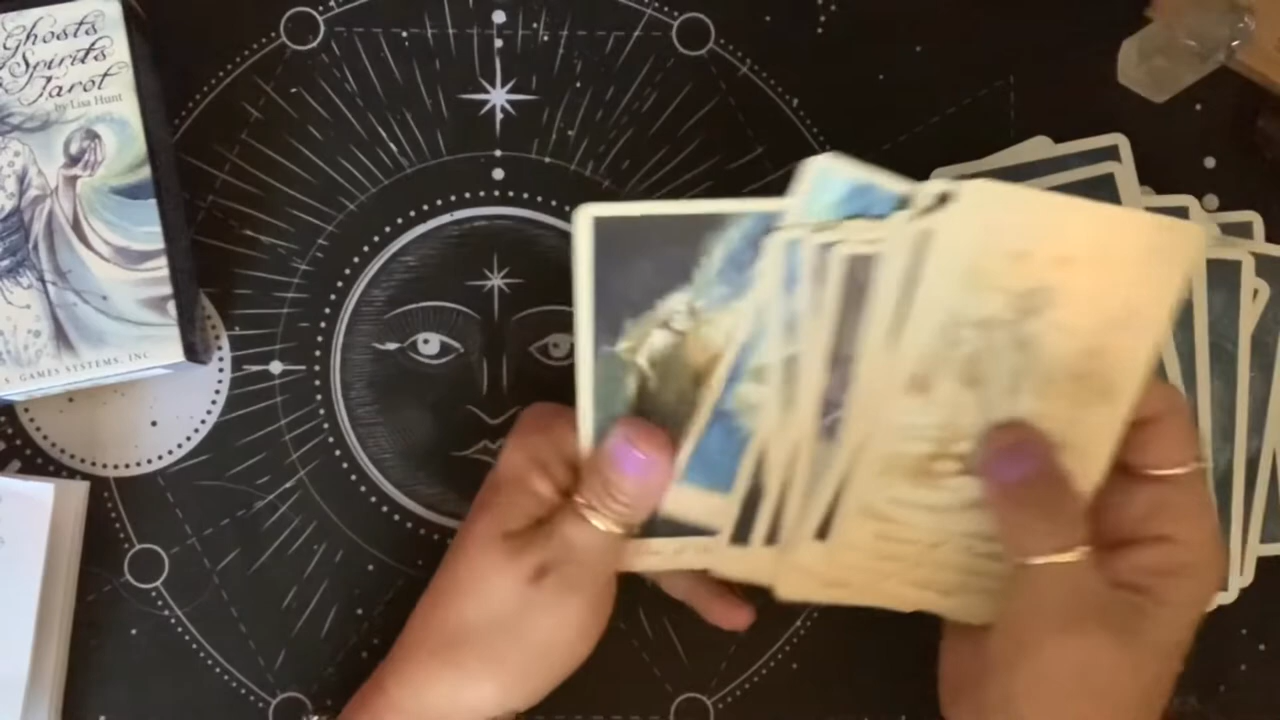 Ghosts
Spirits
Tarot
by Lisa Hunt
S. GAMES SYSTEMS, INC